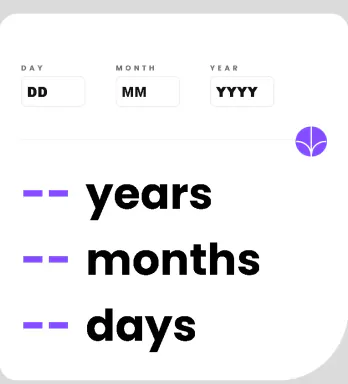 DAY MONTH YEAR
DD MM YYYY
-- years
-- months
-- days